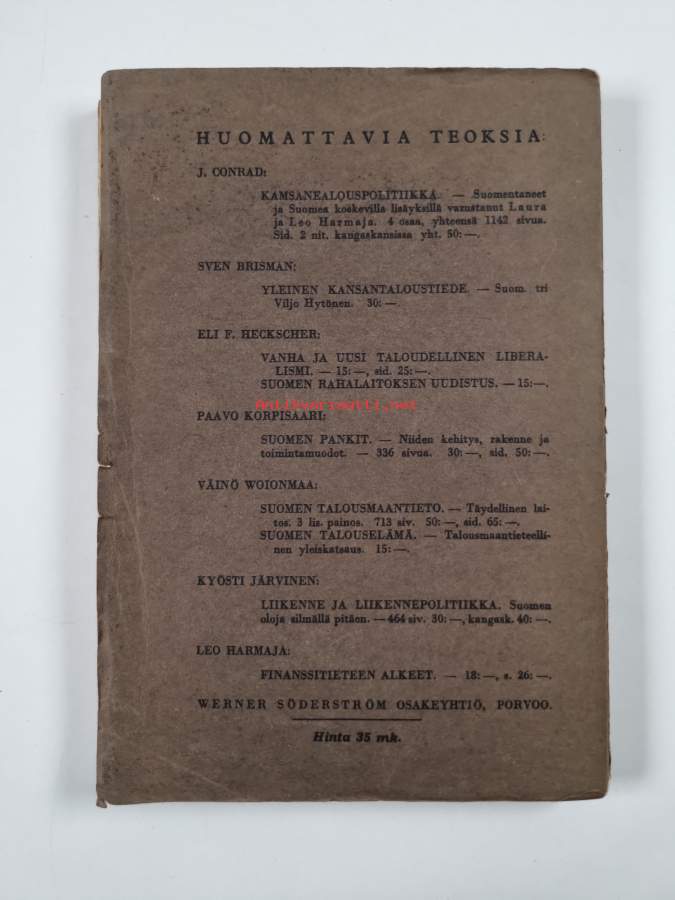 HUOMATTAVIA TEOKSIA:
J. CONRAD:
KAMSANEALOUSPOLITIIKKA. — Suomentaneet
ja Suomea koskevilla lisäyksillä varustanut Laura
ja Leo Harmaja. 4 osaa, yhteensä 1142 sivua.
Sid. 2 nit. kangaskansissa yht. 50: —.
SVEN BRISMAN:
YLEINEN KANSANTALOUSTIEDE. — Suom. tri
Viljo Hytönen. 30: —.
ELI F. HECKSCHER:
VANHA JA UUSI TALOUDELLINEN LIBERA-
LISMI. — 15: —, sid. 25: —.
SUOMEN RAHALAITOKSEN UUDISTUS. — 15: —.
Antikvariaatti.net
PAAVO KORPISAARI:
SUOMEN PANKIT. — Niiden kehitys, rakenne ja
toimintamuodot. — 336 sivua. 30: —, sid. 50: —.
VÄINÖ WOIONMAA:
SUOMEN TALOUSMAANTIETO. — Täydellinen lai-
tos. 3 lis. painos. 713 siv. 50: —, sid. 65: —.
SUOMEN TALOUSELÄMÄ. — Talousmaantieteelli-
nen yleiskatsaus. 15: —.
KYÖSTI JÄRVINEN:
LIIKENNE JA LIIKENNEPOLITIIKKA. Suomen
oloja silmällä pitäen. — 464 siv. 30: —, kangask. 40: —.
LEO HARMAJA:
FINANSSITIETEEN ALKEET. — 18: —, s. 26: —.
WERNER SÖDERSTRÖM OSAKEYHTIÖ, PORVOO.
Hinta 35 mk.